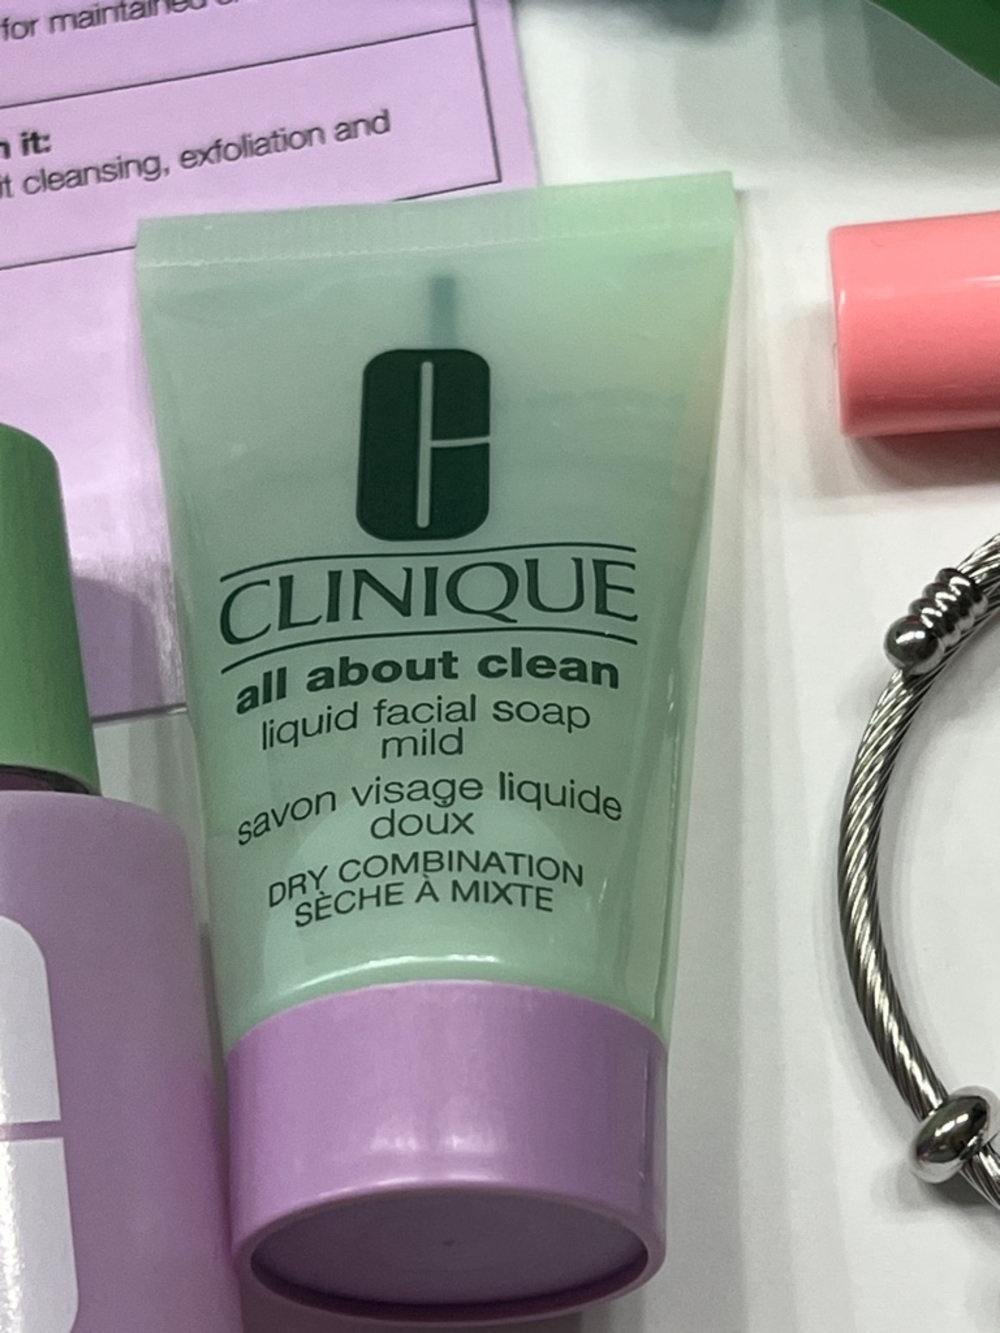 for maintained
it:
it cleansing, exfoliation and
C
CLINIQUE
all about clean
liquid facial soap
mild
savon visage liquide
doux
DRY COMBINATION
SÈCHE À MIXTE